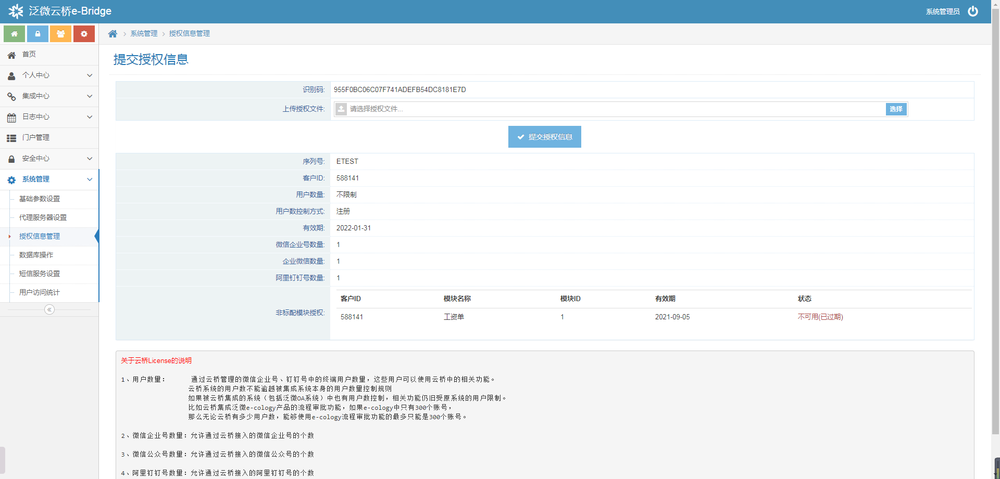 泛微云桥e-Bridge
系统管理员
系统管理 授权信息管理
首页
个人中心
集成中心
日志中心
门户管理
安全中心
系统管理
基础参数设置
代理服务器设置
授权信息管理
数据库操作
短信服务设置
用户访问统计
提交授权信息
识别码: 955F0BC06C07F741ADEFB54DC8181E7D
上传授权文件: 请选择授权文件... 选择
提交授权信息
序列号: ETEST
客户ID: 588141
用户数量: 不限制
用户数控制方式: 注册
有效期: 2022-01-31
微信企业号数量: 1
企业微信数量: 1
阿里钉钉号数量: 1
非标配模块授权:
客户ID 模块名称 模块ID 有效期 状态
588141 工资单 1 2021-09-05 不可用(已过期)
关于云桥License的说明
1、用户数量: 通过云桥管理的微信企业号、钉钉号中的终端用户数量，这些用户可以使用云桥中的相关功能。
云桥系统的用户数不能逾越被集成系统本身的用户数量控制规则
如果被云桥集成的系统（包括泛微OA系统）中也有用户数控制，相关功能仍旧受原系统的用户限制。
比如云桥集成泛微e-cology产品的流程审批功能，如果e-cology中只有300个账号，
那么无论云桥有多少用户数，能够使用e-cology流程审批功能的最多只能是300个账号。
2、微信企业号数量: 允许通过云桥接入的微信企业号的个数
3、微信公众号数量: 允许通过云桥接入的微信公众号的个数
4、阿里钉钉号数量: 允许通过云桥接入的阿里钉钉号的个数